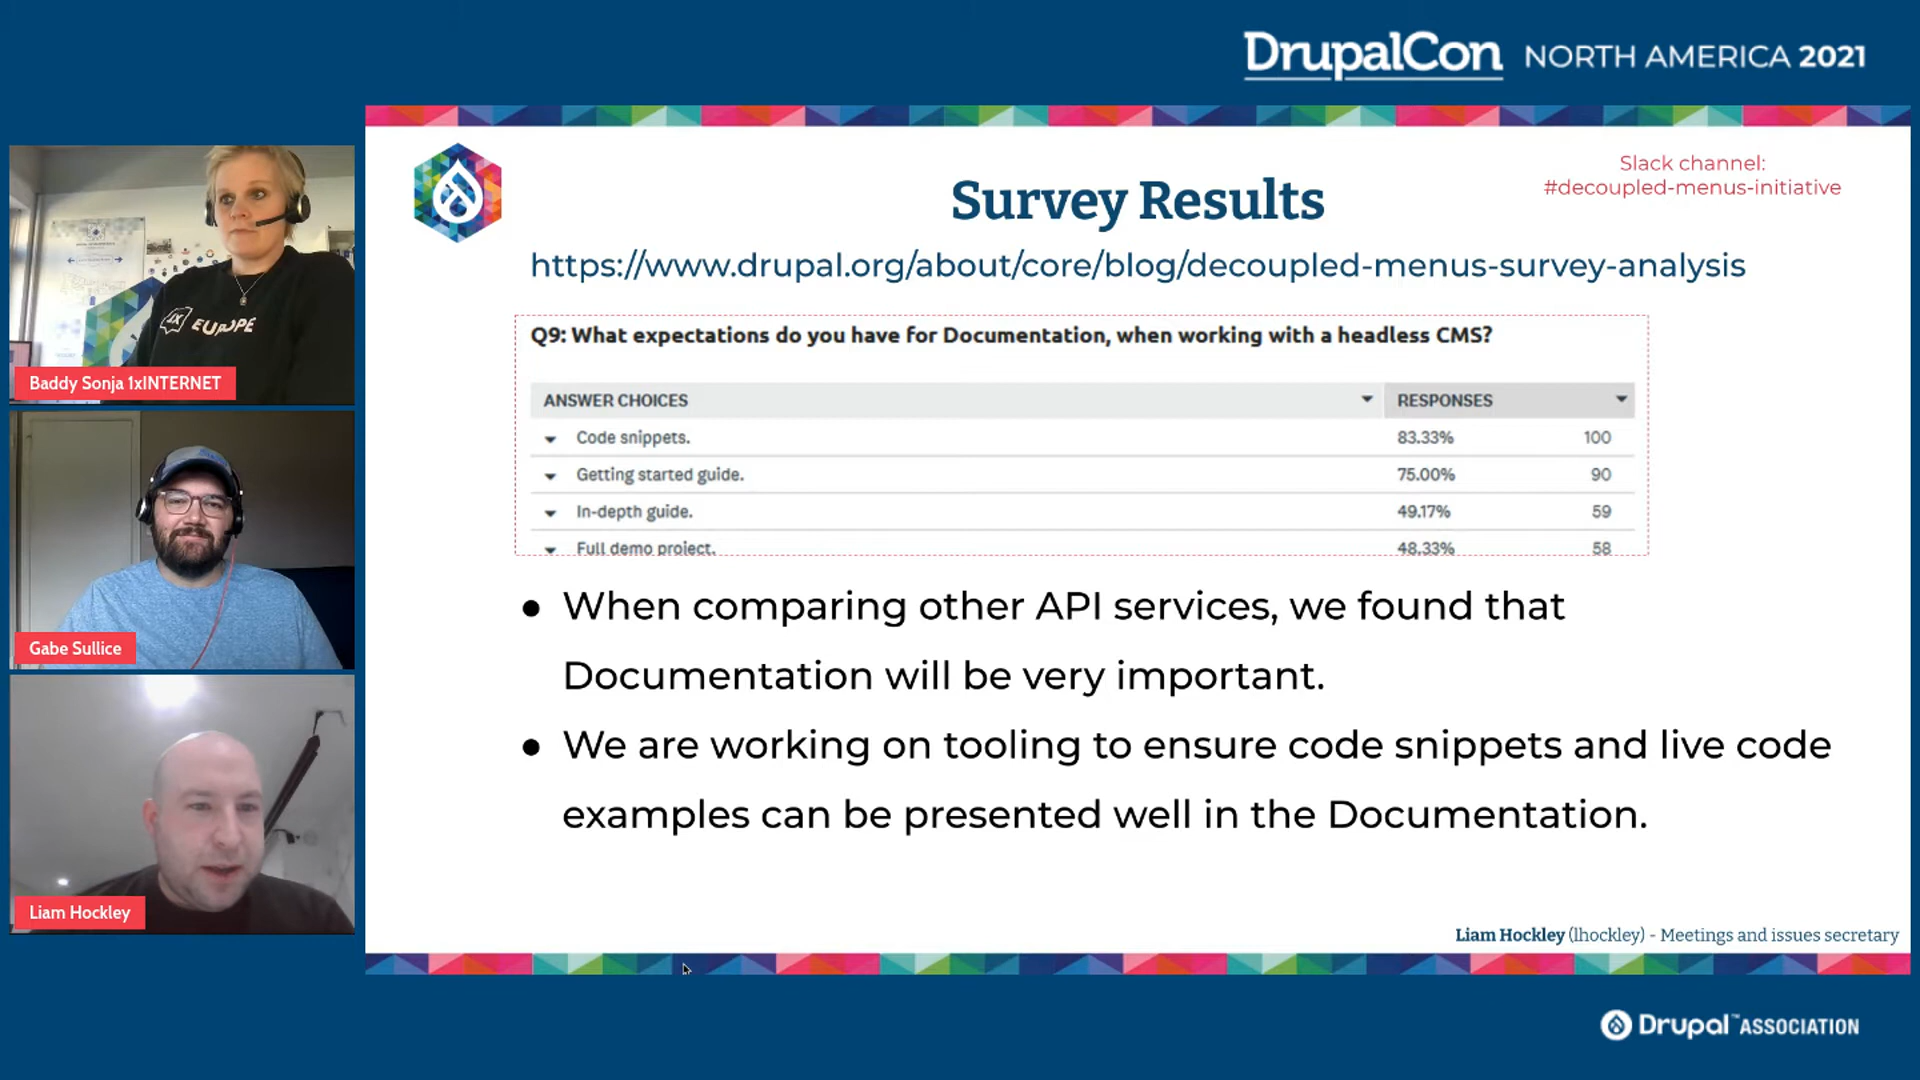 DrupalCon NORTH AMERICA 2021
Slack channel:
#decoupled-menus-initiative
Survey Results
https://www.drupal.org/about/core/blog/decoupled-menus-survey-analysis
Q9: What expectations do you have for Documentation, when working with a headless CMS?
ANSWER CHOICES RESPONSES
Code snippets. 83.33% 100
Getting started guide. 75.00% 90
In-depth guide. 49.17% 59
Full demo project. 48.33% 58
● When comparing other API services, we found that
Documentation will be very important.
● We are working on tooling to ensure code snippets and live code
examples can be presented well in the Documentation.
Liam Hockley (lhockley) - Meetings and issues secretary
1X EUROPE
Baddy Sonja 1xINTERNET
Gabe Sullice
Liam Hockley
Drupal™ ASSOCIATION